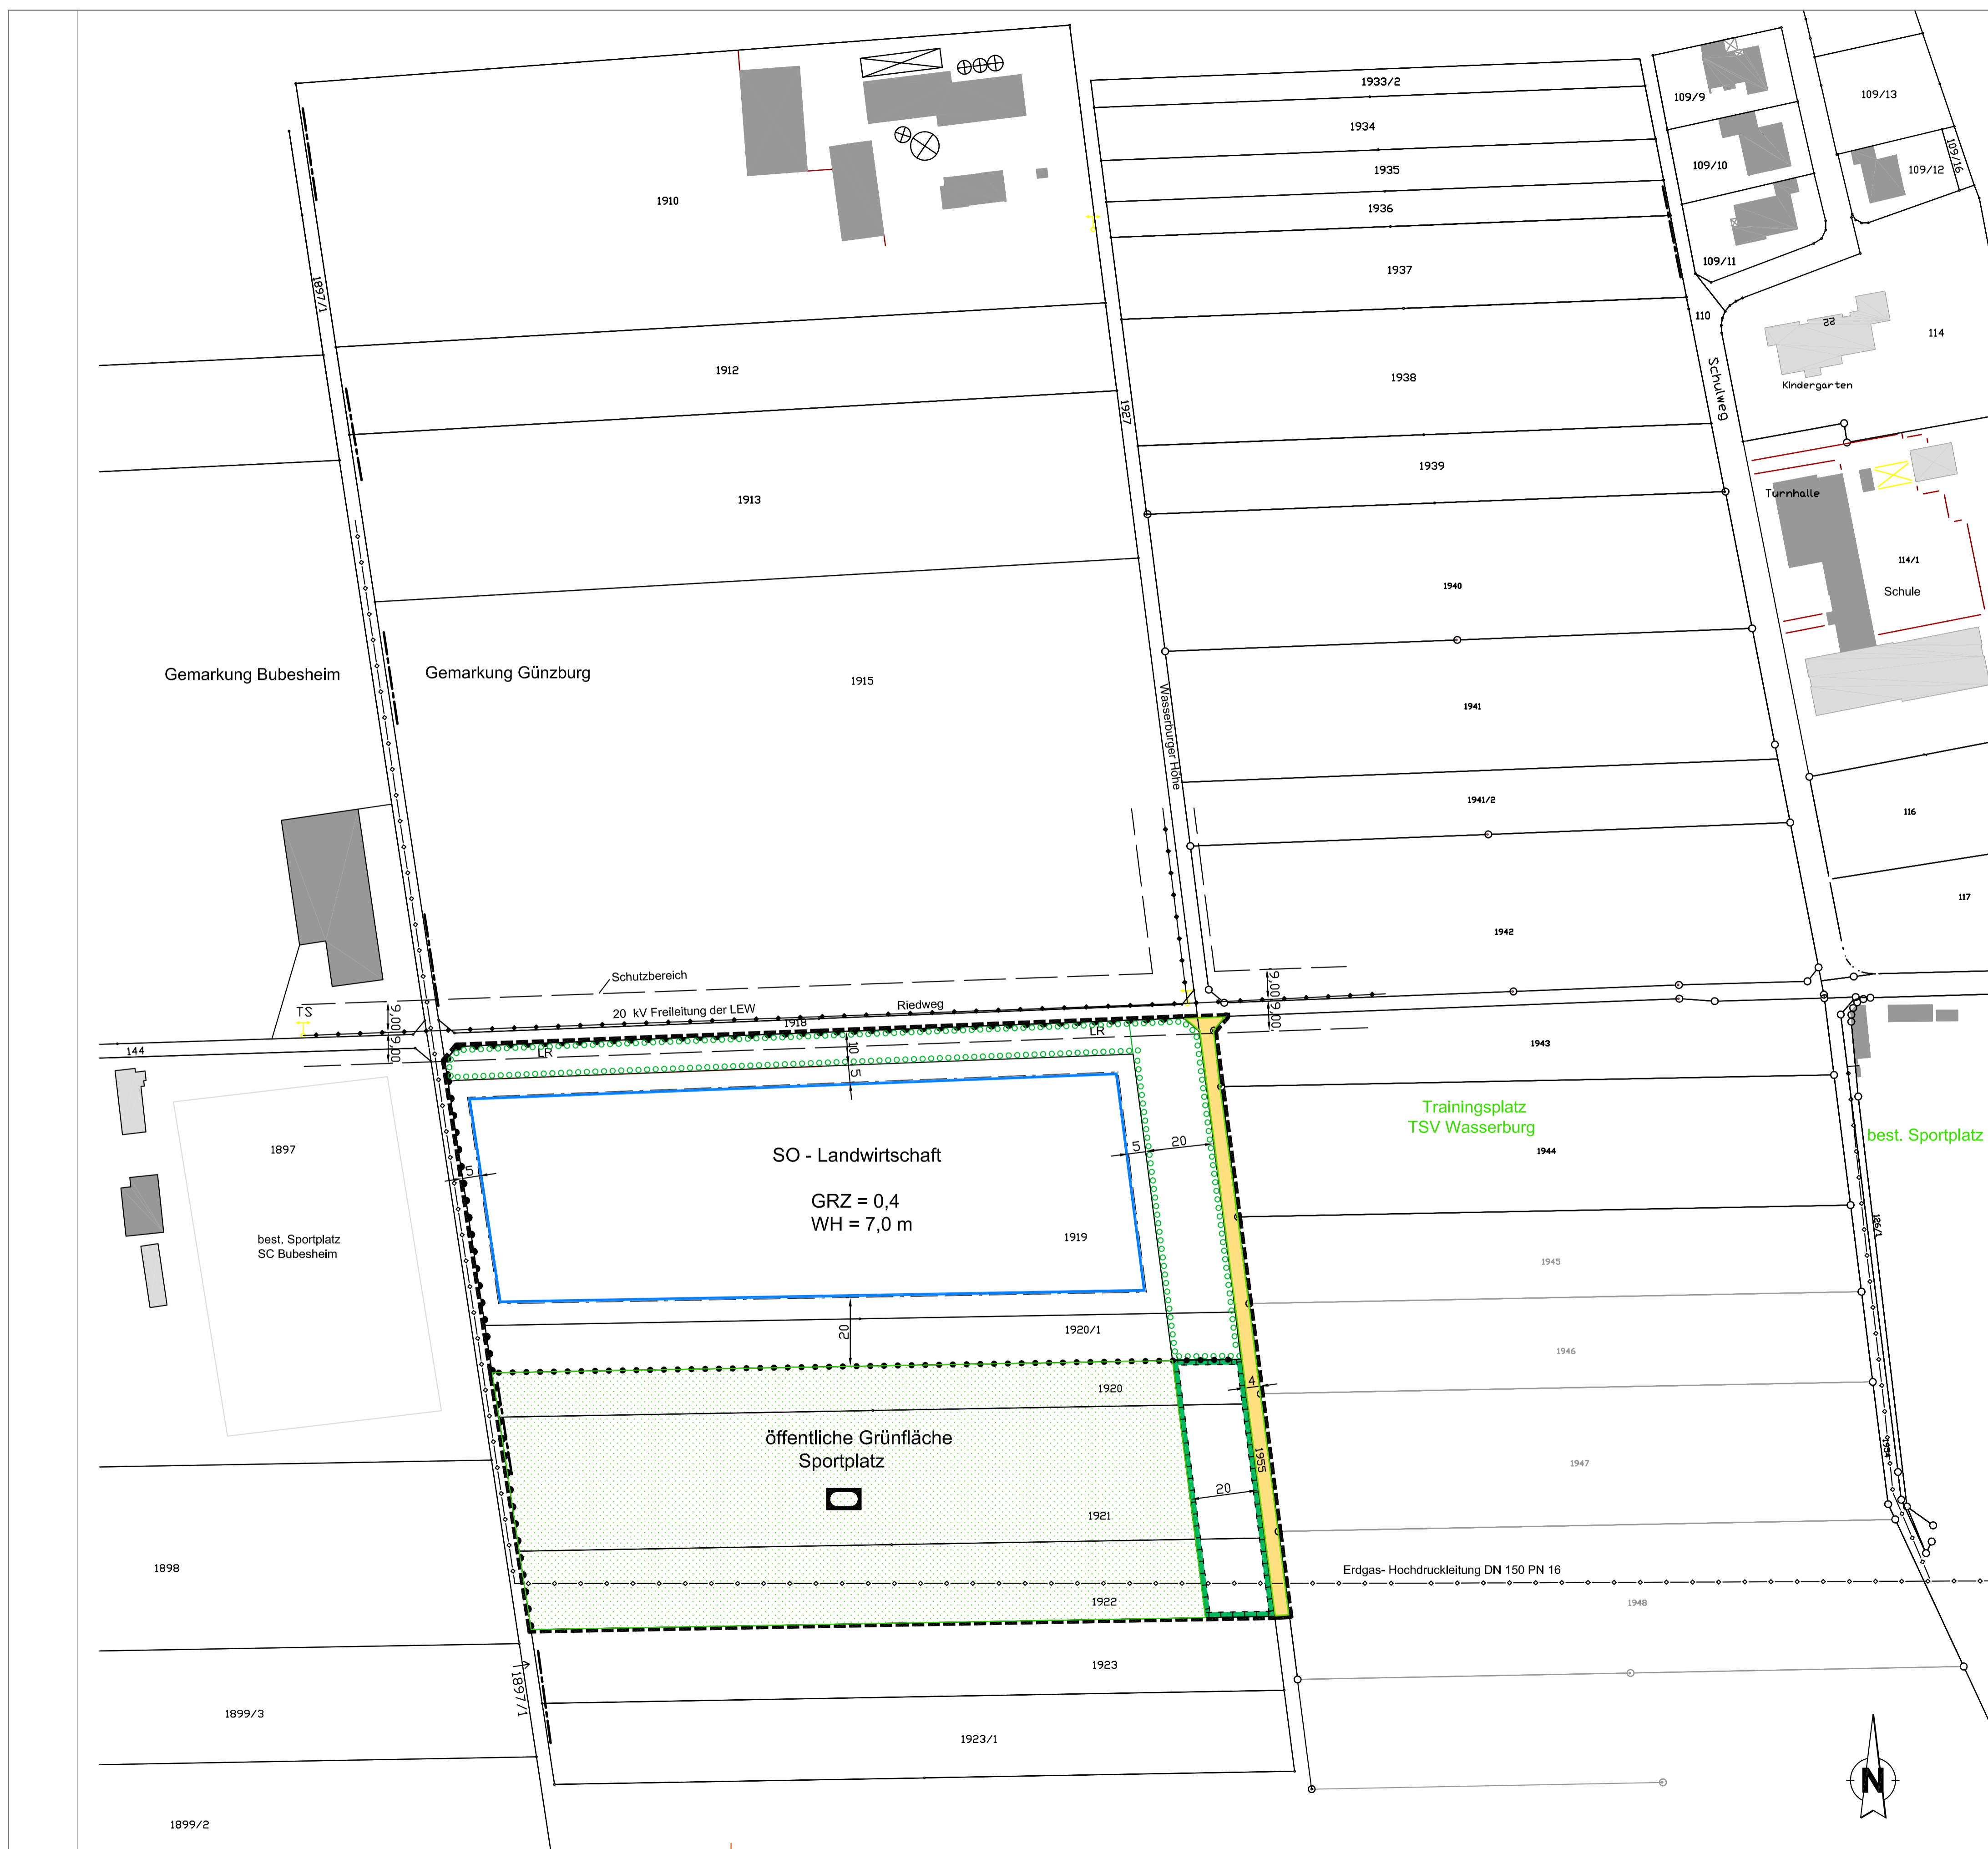 1933/2
109/9
109/13
1934
109/10
109/12
109/16
1935
1936
1910
109/11
1937
1897/1
110
22
114
Kindergarten
1912
1938
1927
Schulweg
1913
1939
Turnhalle
114/1
Schule
1940
Gemarkung Bubesheim
Gemarkung Günzburg
1915
Wasserburger Höhe
1941
1941/2
116
117
1942
Schutzbereich
TS
9,00
9,00
20 kV Freileitung der LEW
Riedweg
1918
9,00
9,00
144
LR
LR
10
5
1943
Trainingsplatz
TSV Wasserburg
best. Sportplatz
1897
5
SO - Landwirtschaft
5
20
1944
GRZ = 0,4
WH = 7,0 m
best. Sportplatz
SC Bubesheim
1919
126/1
1945
20
1920/1
1946
1920
4
öffentliche Grünfläche
Sportplatz
1955
1947
1954
20
1921
1898
Erdgas- Hochdruckleitung DN 150 PN 16
1922
1948
1923
1897/1
1899/3
1923/1
N
1899/2